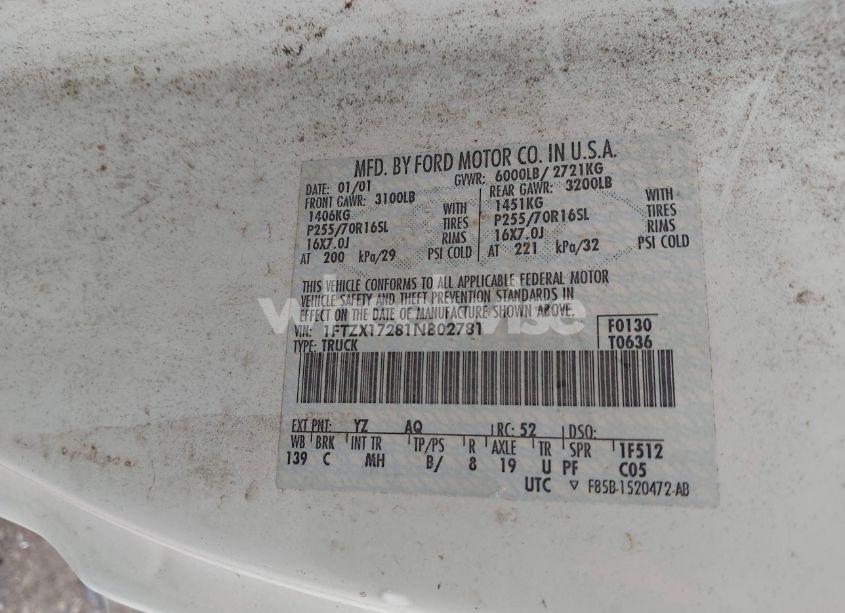 MFD. BY FORD MOTOR CO. IN U.S.A.
DATE: 01/01 GVWR: 6000LB/ 2721KG
FRONT GAWR: 3100LB REAR GAWR: 3200LB
1406KG WITH 1451KG WITH
P255/70R16SL TIRES P255/70R16SL TIRES
16X7.0J RIMS 16X7.0J RIMS
AT 200 kPa/29 PSI COLD AT 221 kPa/32 PSI COLD
THIS VEHICLE CONFORMS TO ALL APPLICABLE FEDERAL MOTOR
VEHICLE SAFETY AND THEFT PREVENTION STANDARDS IN
EFFECT ON THE DATE OF MANUFACTURE SHOWN ABOVE.
VIN: 1FTZX17281NB02781 F0130
TYPE: TRUCK T0636
EXT PNT: YZ AQ RC: 52 DSO:
WB BRK INT TR TP/PS R AXLE TR SPR 1F512
139 C MH B/ 8 19 U PF C05
UTC ▽ F85B-1520472-AB